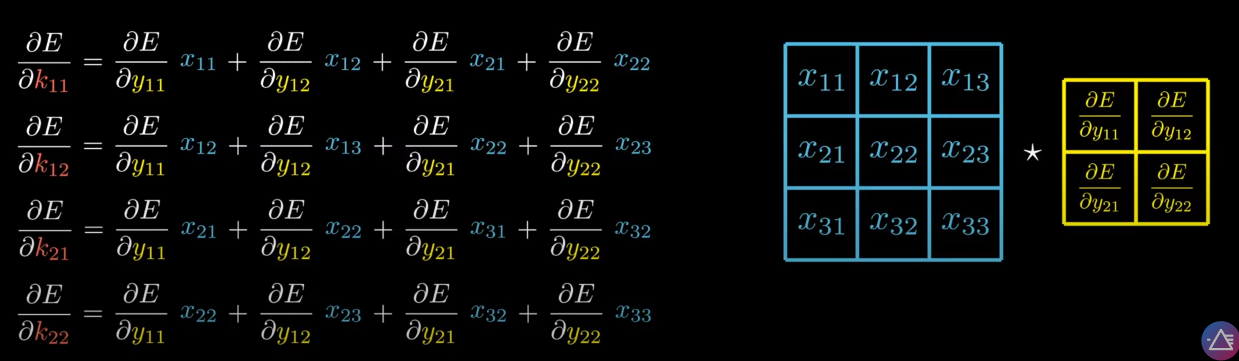 ∂E/∂k₁₁ = ∂E/∂y₁₁ x₁₁ + ∂E/∂y₁₂ x₁₂ + ∂E/∂y₂₁ x₂₁ + ∂E/∂y₂₂ x₂₂
∂E/∂k₁₂ = ∂E/∂y₁₁ x₁₂ + ∂E/∂y₁₂ x₁₃ + ∂E/∂y₂₁ x₂₂ + ∂E/∂y₂₂ x₂₃
∂E/∂k₂₁ = ∂E/∂y₁₁ x₂₁ + ∂E/∂y₁₂ x₂₂ + ∂E/∂y₂₁ x₃₁ + ∂E/∂y₂₂ x₃₂
∂E/∂k₂₂ = ∂E/∂y₁₁ x₂₂ + ∂E/∂y₁₂ x₂₃ + ∂E/∂y₂₁ x₃₂ + ∂E/∂y₂₂ x₃₃
x₁₁ x₁₂ x₁₃
x₂₁ x₂₂ x₂₃
x₃₁ x₃₂ x₃₃
⋆
∂E/∂y₁₁ ∂E/∂y₁₂
∂E/∂y₂₁ ∂E/∂y₂₂